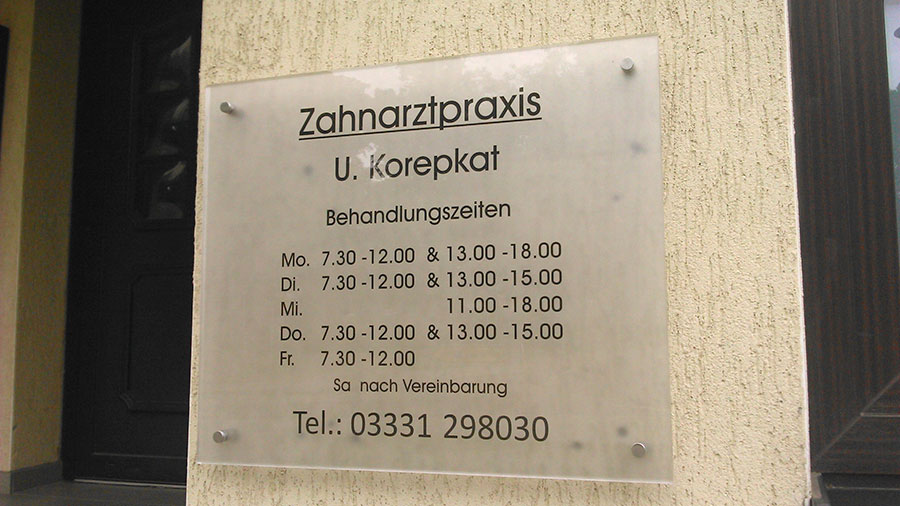 Zahnarztpraxis
U. Korepkat
Behandlungszeiten
Mo. 7.30 -12.00 & 13.00 -18.00
Di. 7.30 -12.00 & 13.00 -15.00
Mi. 11.00 -18.00
Do. 7.30 -12.00 & 13.00 -15.00
Fr. 7.30 -12.00
Sa nach Vereinbarung
Tel.: 03331 298030